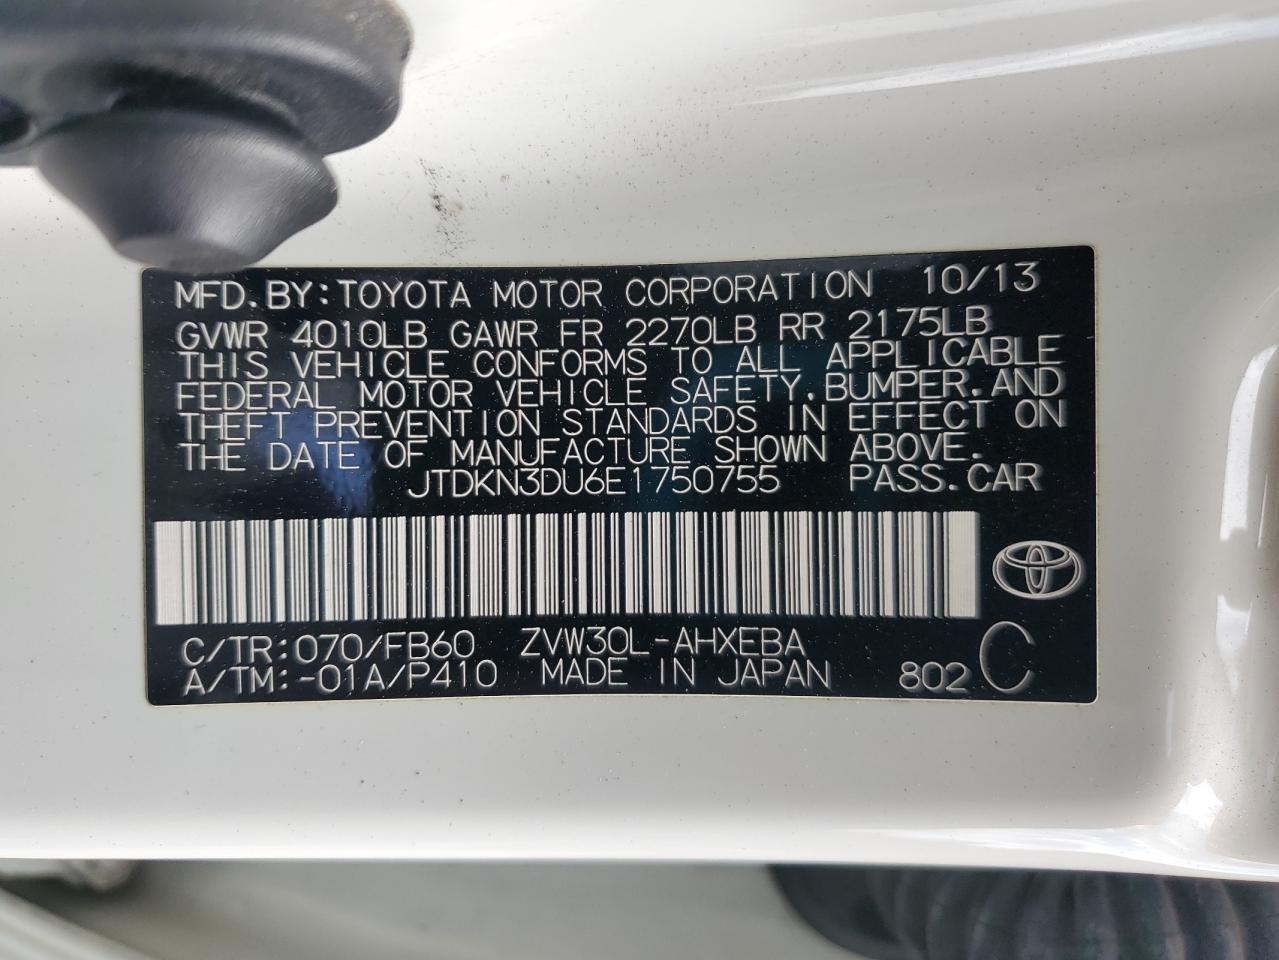 MFD.BY:TOYOTA MOTOR CORPORATION 10/13
GVWR 4010LB GAWR FR 2270LB RR 2175LB
THIS VEHICLE CONFORMS TO ALL APPLICABLE
FEDERAL MOTOR VEHICLE SAFETY,BUMPER,AND
THEFT PREVENTION STANDARDS IN EFFECT ON
THE DATE OF MANUFACTURE SHOWN ABOVE.
JTDKN3DU6E1750755 PASS.CAR
C/TR:070/FB60 ZVW30L-AHXEBA
A/TM:-01A/P410 MADE IN JAPAN 802 C